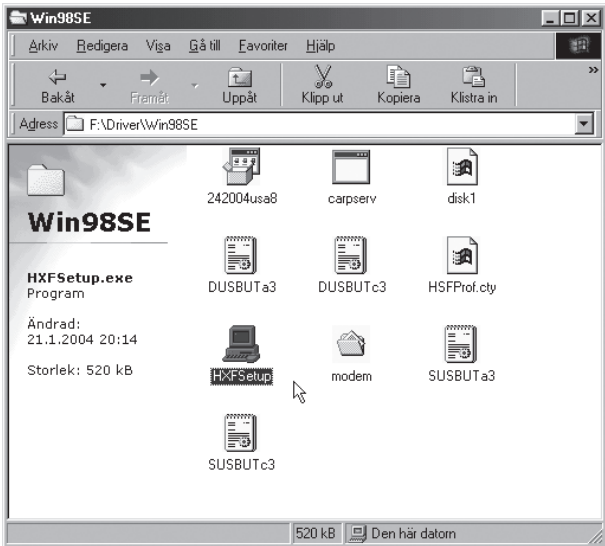 Win98SE
Arkiv Redigera Visa Gå till Favoriter Hjälp
Bakåt Framåt Uppåt Klipp ut Kopiera Klistra in »
Adress F:\Driver\Win98SE
Win98SE
HXFSetup.exe
Program
Ändrad:
21.1.2004 20:14
Storlek: 520 kB
242004usa8 carpserv disk1
DUSBUTa3 DUSBUTc3 HSFProf.cty
HXFSetup modem SUSBUTa3
SUSBUTc3
520 kB Den här datorn